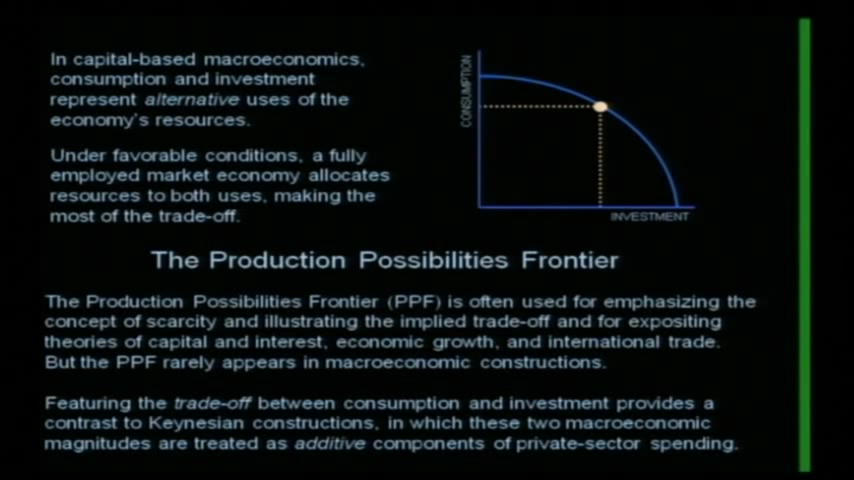 In capital-based macroeconomics,
consumption and investment
represent alternative uses of the
economy's resources.
Under favorable conditions, a fully
employed market economy allocates
resources to both uses, making the
most of the trade-off.
CONSUMPTION
INVESTMENT
The Production Possibilities Frontier
The Production Possibilities Frontier (PPF) is often used for emphasizing the
concept of scarcity and illustrating the implied trade-off and for expositing
theories of capital and interest, economic growth, and international trade.
But the PPF rarely appears in macroeconomic constructions.
Featuring the trade-off between consumption and investment provides a
contrast to Keynesian constructions, in which these two macroeconomic
magnitudes are treated as additive components of private-sector spending.